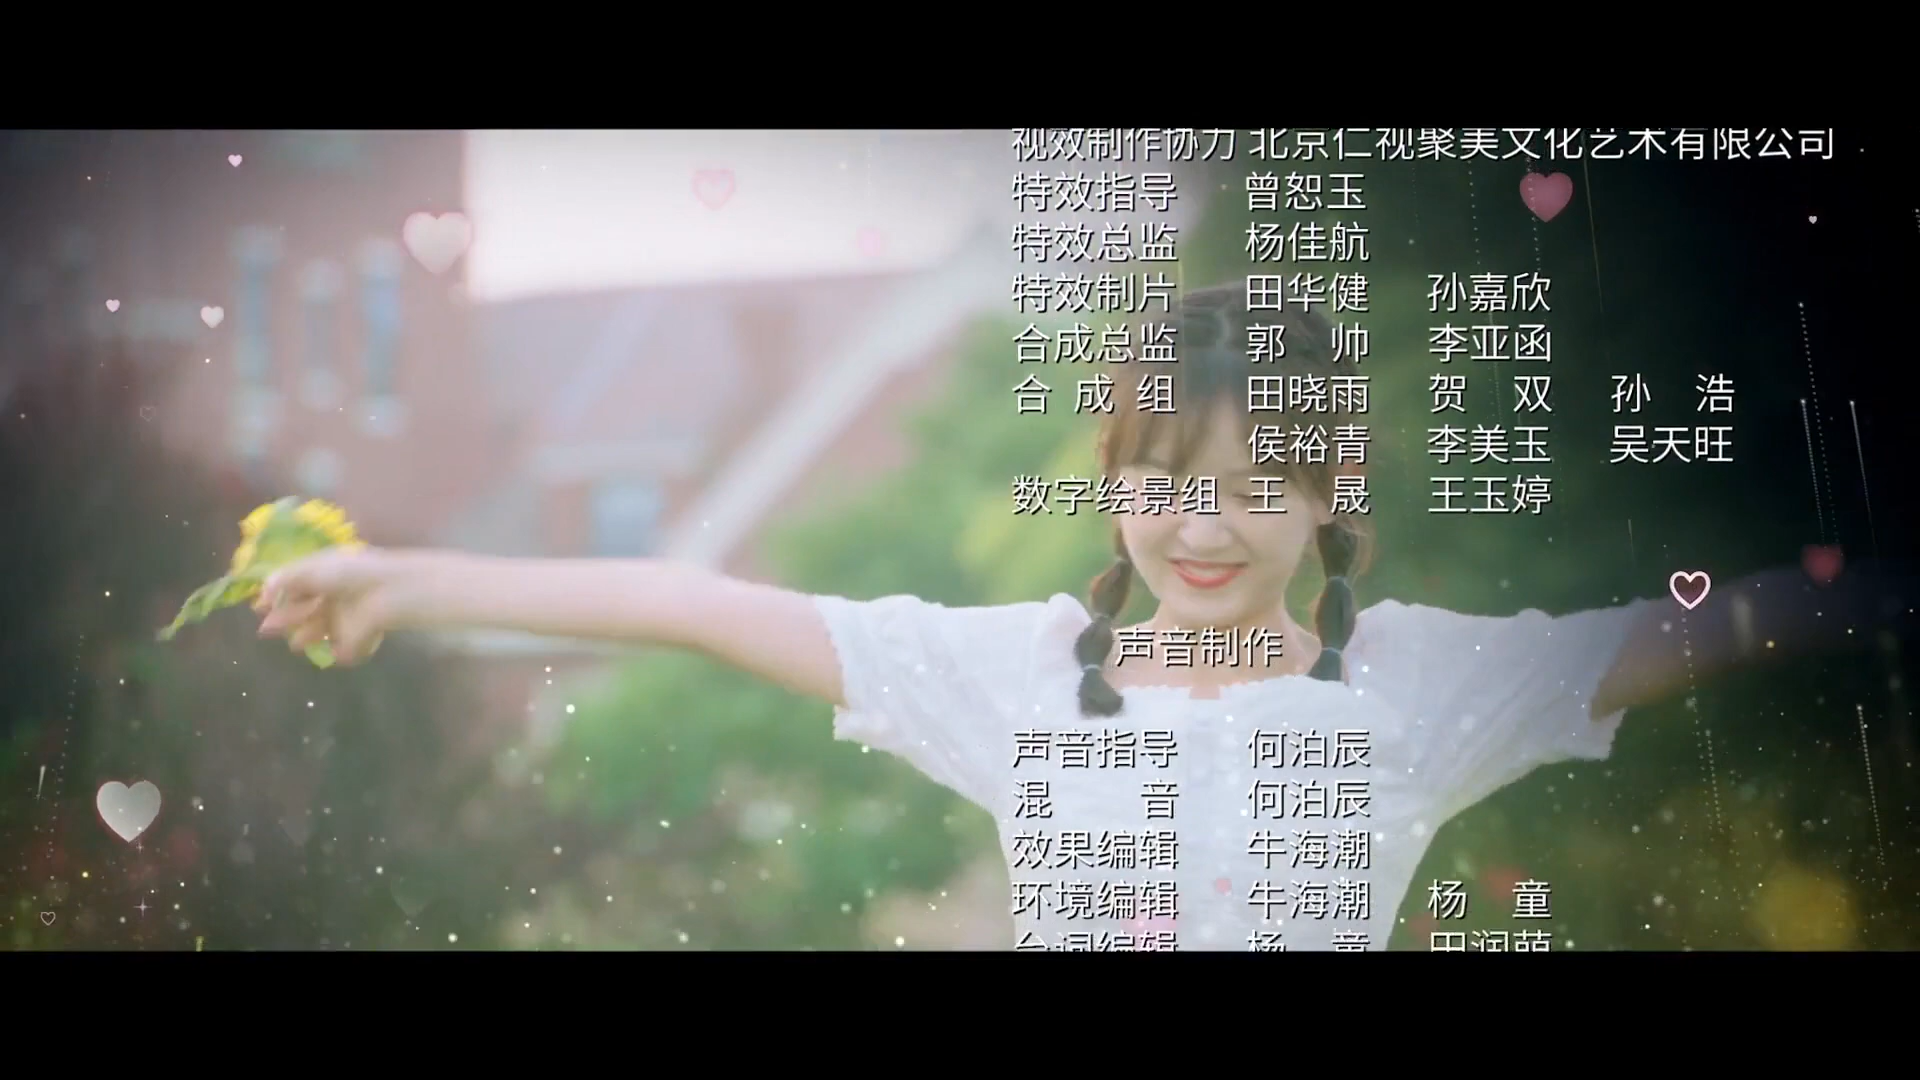 视效制作协力 北京仁视聚美文化艺术有限公司
特效指导 曾恕玉
特效总监 杨佳航
特效制片 田华健 孙嘉欣
合成总监 郭帅 李亚函
合成组 田晓雨 贺双 孙浩
侯裕青 李美玉 吴天旺
数字绘景组 王晟 王玉婷
声音制作
声音指导 何泊辰
混音 何泊辰
效果编辑 牛海潮
环境编辑 牛海潮 杨童